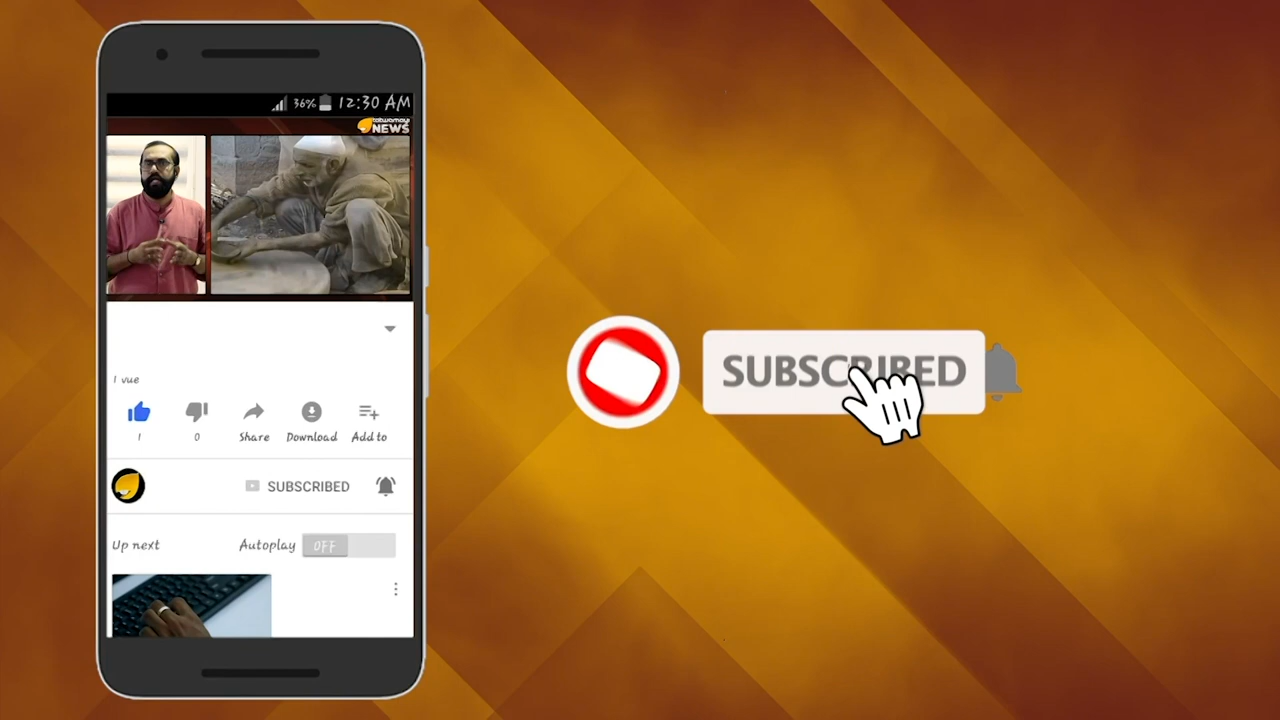 36% 12:30 AM
tatwamayi
NEWS
1 vue
1 0 Share Download Add to
SUBSCRIBED
Up next Autoplay OFF
SUBSCRIBED